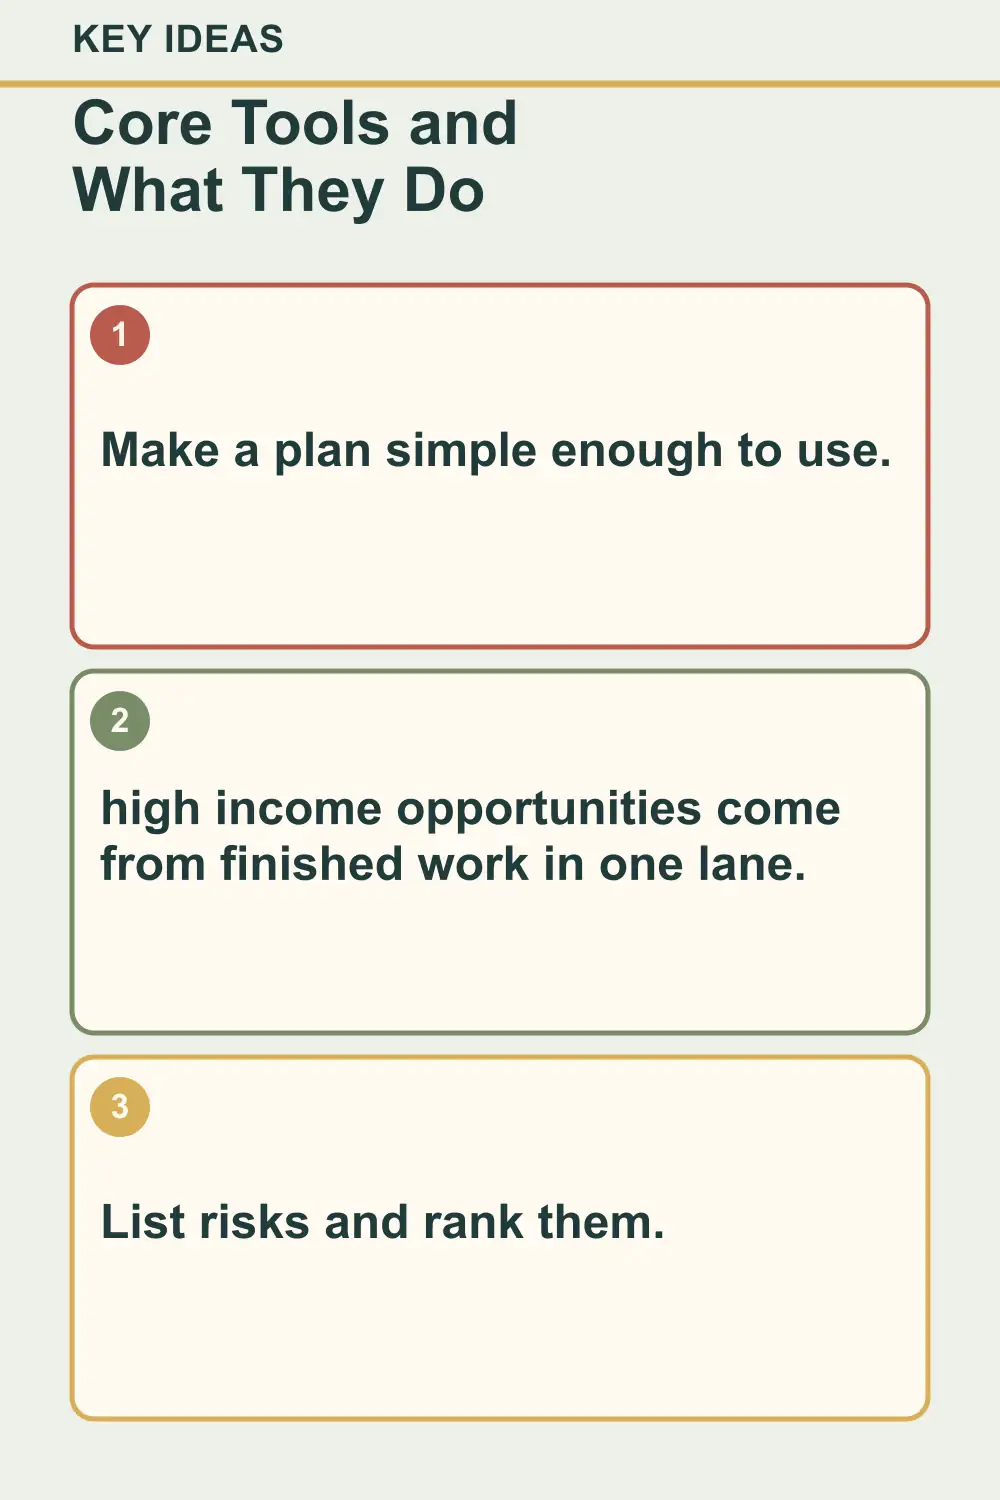 KEY IDEAS
Core Tools and
What They Do
1
Make a plan simple enough to use.
2
high income opportunities come
from finished work in one lane.
3
List risks and rank them.